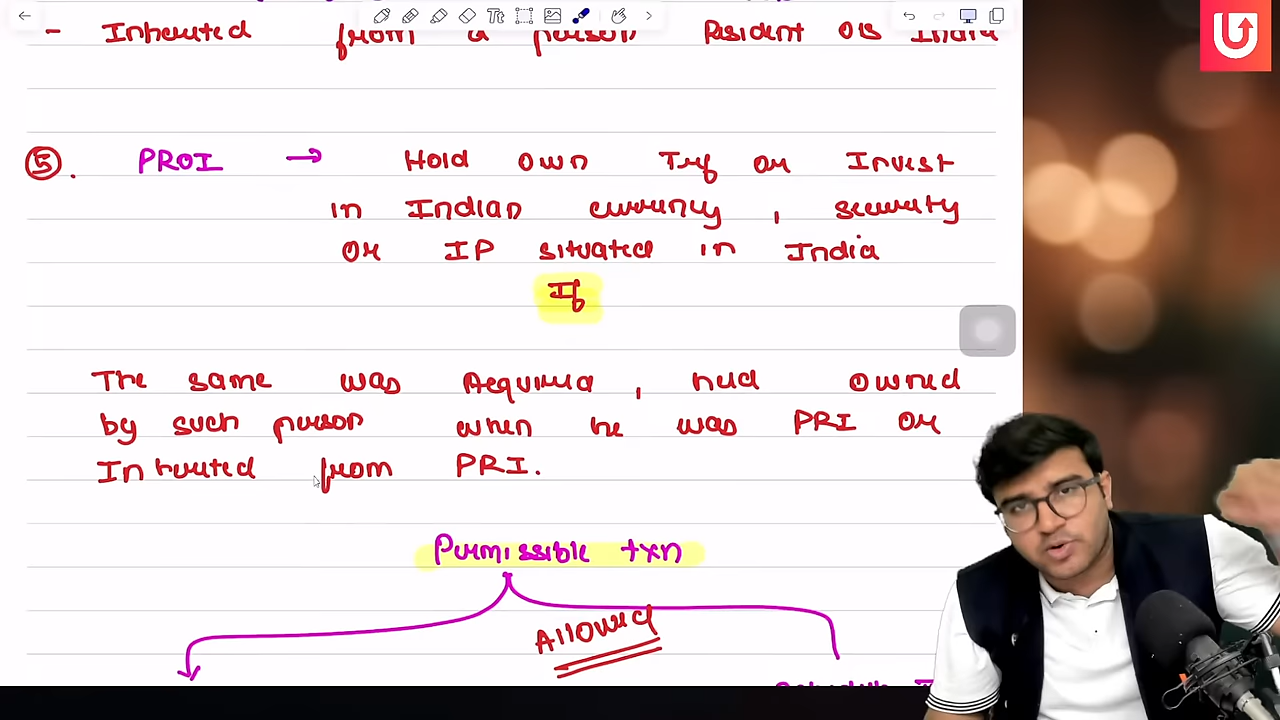 - Inherited from a person Resident O/s India
⑤. PROI → Hold own Trf or Invest
in Indian currency, security
or IP situated in India
If
The same was Acquired, held owned
by such person when he was PRI or
Inherited from PRI.
Permissible txn
Allowed